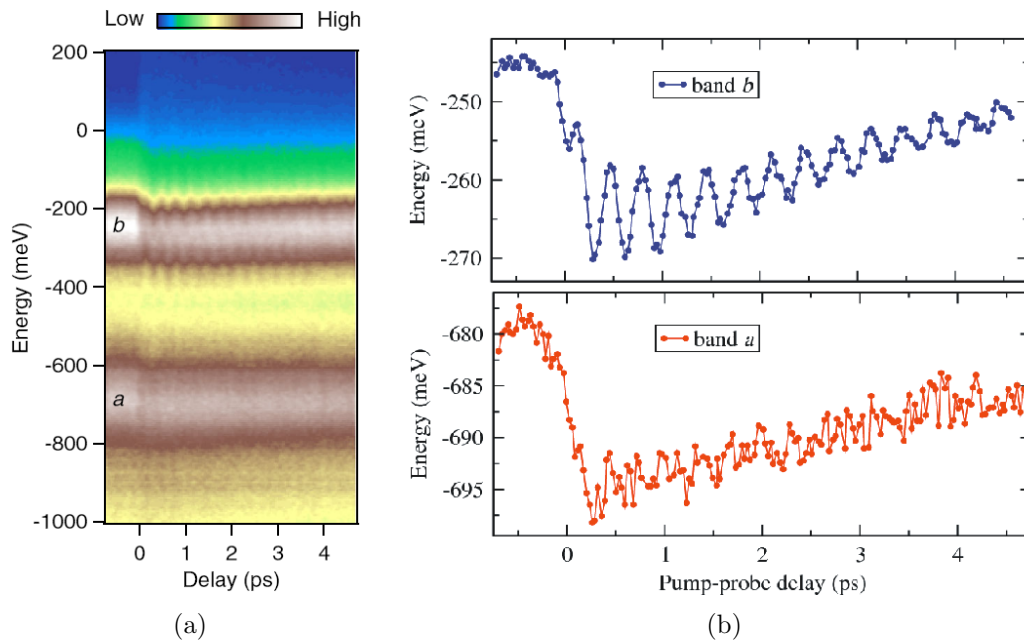 Low High
200
0
-200
-400
-600
-800
-1000
Energy (meV)
b
a
0 1 2 3 4
Delay (ps)
(a)
-250
-260
-270
Energy (meV)
band b
-680
-685
-690
-695
Energy (meV)
band a
0 1 2 3 4
Pump-probe delay (ps)
(b)